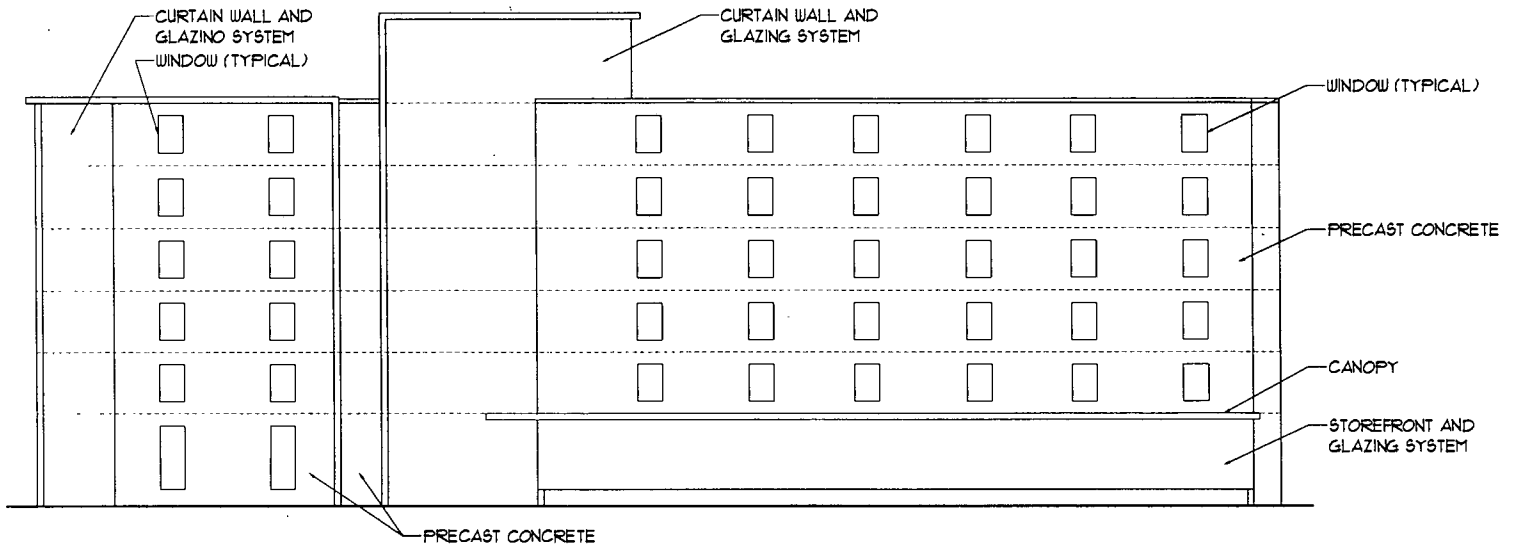 CURTAIN WALL AND
GLAZINO SYSTEM
WINDOW (TYPICAL)
CURTAIN WALL AND
GLAZING SYSTEM
WINDOW (TYPICAL)
PRECAST CONCRETE
CANOPY
STOREFRONT AND
GLAZING SYSTEM
PRECAST CONCRETE